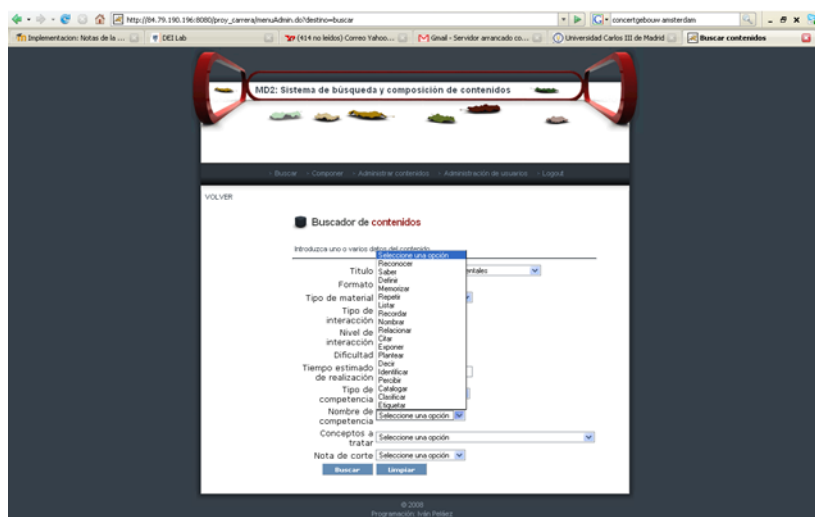 http://84.79.190.196:8080/proy_carrera/menuAdmin.do?destino=buscar
concertgebouw amsterdam
Implementacion: Notas de la ...
DEI Lab
(414 no leídos) Correo Yahoo...
Gmail - Servidor arrancado co...
Universidad Carlos III de Madrid
Buscar contenidos
MD2: Sistema de búsqueda y composición de contenidos
Buscar
Componer
Administrar contenidos
Administración de usuarios
Logout
VOLVER
Buscador de contenidos
Introduzca uno o varios datos del contenido
Seleccione una opción
Reconocer
Saber
Definir
Memorizar
Repetir
Listar
Recordar
Nombrar
Relacionar
Citar
Exponer
Plantear
Decir
Identificar
Percibir
Catalogar
Clasificar
Etiquetar
Titulo
entales
Formato
Tipo de material
Tipo de
interacción
Nivel de
interacción
Dificultad
Tiempo estimado
de realización
Tipo de
competencia
Nombre de
competencia
Seleccione una opción
Conceptos a
tratar
Seleccione una opción
Nota de corte
Seleccione una opción
Buscar
Limpiar
© 2008
Programación: Iván Peláez